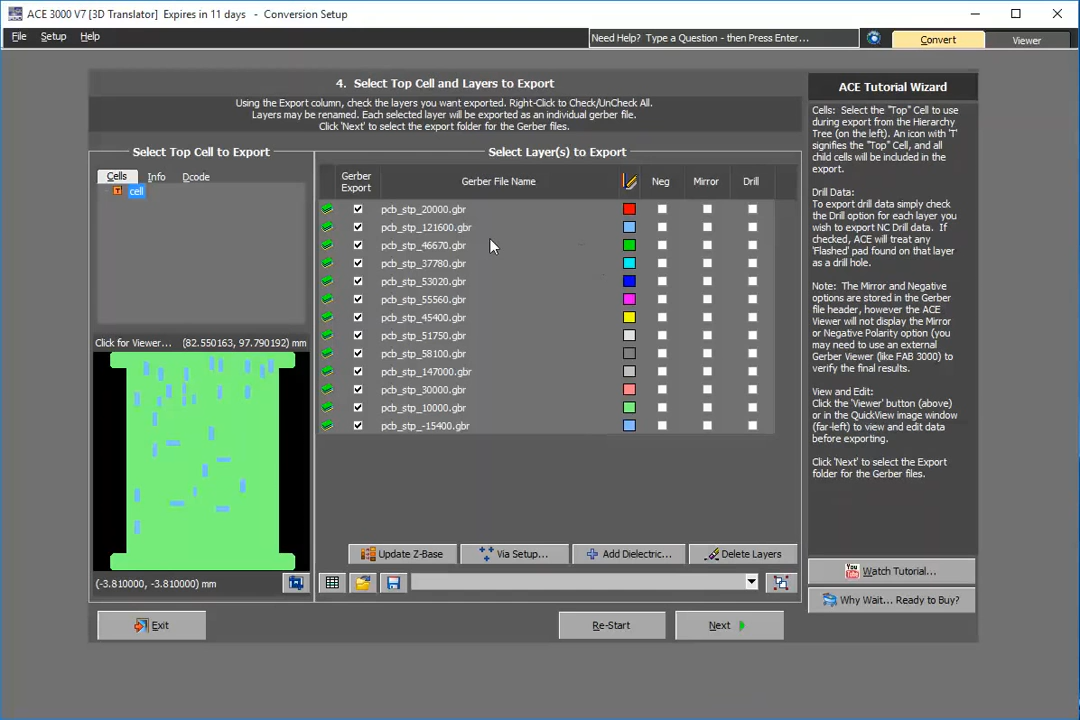 ACE 3000 V7 [3D Translator] Expires in 11 days - Conversion Setup
File Setup Help
Need Help? Type a Question - then Press Enter...
Convert
Viewer
4. Select Top Cell and Layers to Export
Using the Export column, check the layers you want exported. Right-Click to Check/UnCheck All.
Layers may be renamed. Each selected layer will be exported as an individual gerber file.
Click 'Next' to select the export folder for the Gerber files.
Select Top Cell to Export
Cells Info Dcode
T cell
Click for Viewer... (82.550163, 97.790192) mm
(-3.810000, -3.810000) mm
Select Layer(s) to Export
Gerber
Export
Gerber File Name
Neg Mirror Drill
pcb_stp_20000.gbr
pcb_stp_121600.gbr
pcb_stp_46670.gbr
pcb_stp_37780.gbr
pcb_stp_53020.gbr
pcb_stp_55560.gbr
pcb_stp_45400.gbr
pcb_stp_51750.gbr
pcb_stp_58100.gbr
pcb_stp_147000.gbr
pcb_stp_30000.gbr
pcb_stp_10000.gbr
pcb_stp_-15400.gbr
Update Z-Base
Via Setup...
Add Dielectric...
Delete Layers
Exit
Re-Start
Next
ACE Tutorial Wizard
Cells: Select the "Top" Cell to use
during export from the Hierarchy
Tree (on the left). An icon with 'T'
signifies the "Top" Cell, and all
child cells will be included in the
export.
Drill Data:
To export drill data simply check
the Drill option for each layer you
wish to export NC Drill data. If
checked, ACE will treat any
'Flashed' pad found on that layer
as a drill hole.
Note: The Mirror and Negative
options are stored in the Gerber
file header, however the ACE
Viewer will not display the Mirror
or Negative Polarity option (you
may need to use an external
Gerber Viewer (like FAB 3000) to
verify the final results.
View and Edit:
Click the 'Viewer' button (above)
or in the QuickView image window
(far-left) to view and edit data
before exporting.
Click 'Next' to select the Export
folder for the Gerber files.
You Tube Watch Tutorial...
Why Wait... Ready to Buy?